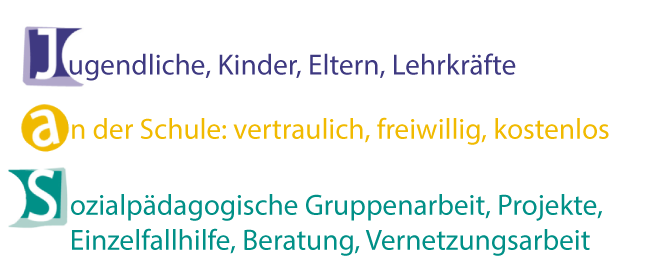 Jugendliche, Kinder, Eltern, Lehrkräfte
an der Schule: vertraulich, freiwillig, kostenlos
Sozialpädagogische Gruppenarbeit, Projekte,
Einzelfallhilfe, Beratung, Vernetzungsarbeit